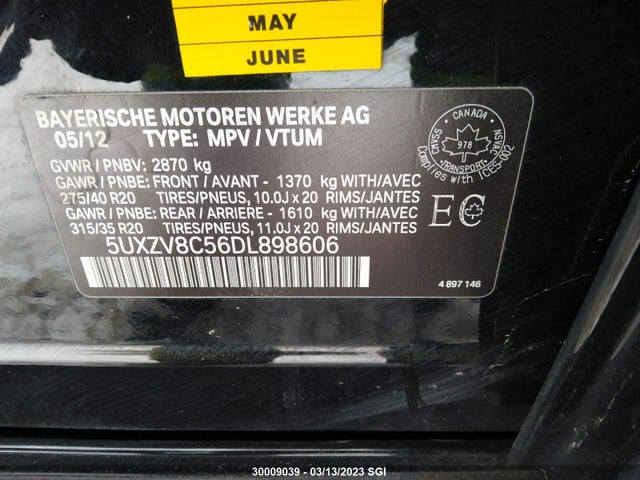 MAY
JUNE
BAYERISCHE MOTOREN WERKE AG
05/12 TYPE: MPV / VTUM
GVWR / PNBV: 2870 kg
GAWR / PNBE: FRONT / AVANT - 1370 kg WITH/AVEC
275/40 R20 TIRES/PNEUS, 10.0J x 20 RIMS/JANTES
GAWR / PNBE: REAR / ARRIERE - 1610 kg WITH/AVEC
315/35 R20 TIRES/PNEUS, 11.0J x 20 RIMS/JANTES
5UXZV8C56DL898606
CANADA
CMVSS
NSVAC
978
TRANSPORT
Complies with ICES-002
EC
4 897 146
30009039 - 03/13/2023 SGI